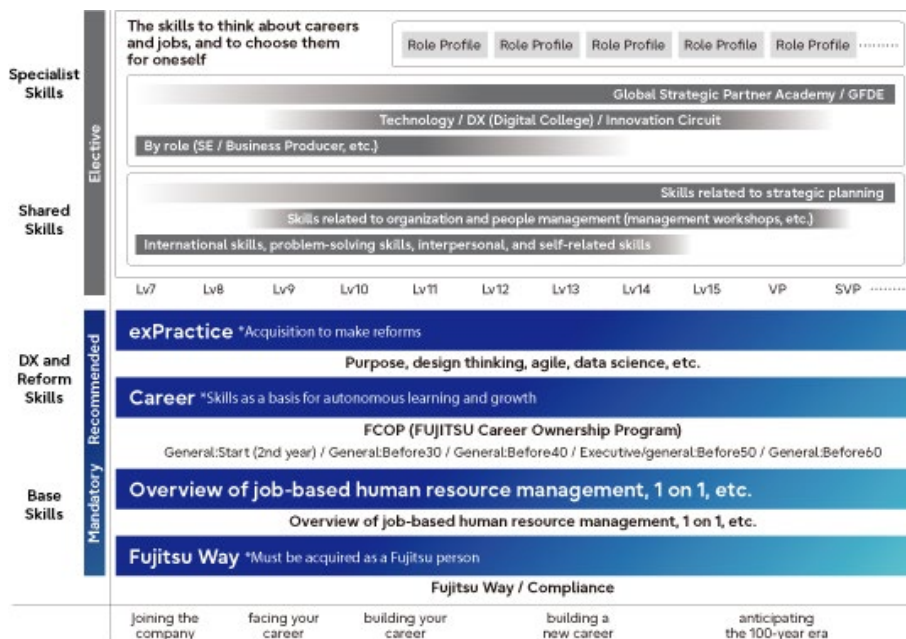 The skills to think about careers
and jobs, and to choose them
for oneself
Role Profile Role Profile Role Profile Role Profile Role Profile ........
Specialist
Skills
Elective
Global Strategic Partner Academy / GFDE
Technology / DX (Digital College) / Innovation Circuit
By role (SE / Business Producer, etc.)
Shared
Skills
Skills related to strategic planning
Skills related to organization and people management (management workshops, etc.)
International skills, problem-solving skills, interpersonal, and self-related skills
Lv7 Lv8 Lv9 Lv10 Lv11 Lv12 Lv13 Lv14 Lv15 VP SVP ........
DX and
Reform
Skills
Recommended
exPractice *Acquisition to make reforms
Purpose, design thinking, agile, data science, etc.
Career *Skills as a basis for autonomous learning and growth
FCOP (FUJITSU Career Ownership Program)
General:Start (2nd year) / General:Before30 / General:Before40 / Executive/general:Before50 / General:Before60
Base
Skills
Mandatory
Overview of job-based human resource management, 1 on 1, etc.
Overview of job-based human resource management, 1 on 1, etc.
Fujitsu Way *Must be acquired as a Fujitsu person
Fujitsu Way / Compliance
Joining the
company
facing your
career
building your
career
building a
new career
anticipating
the 100-year era